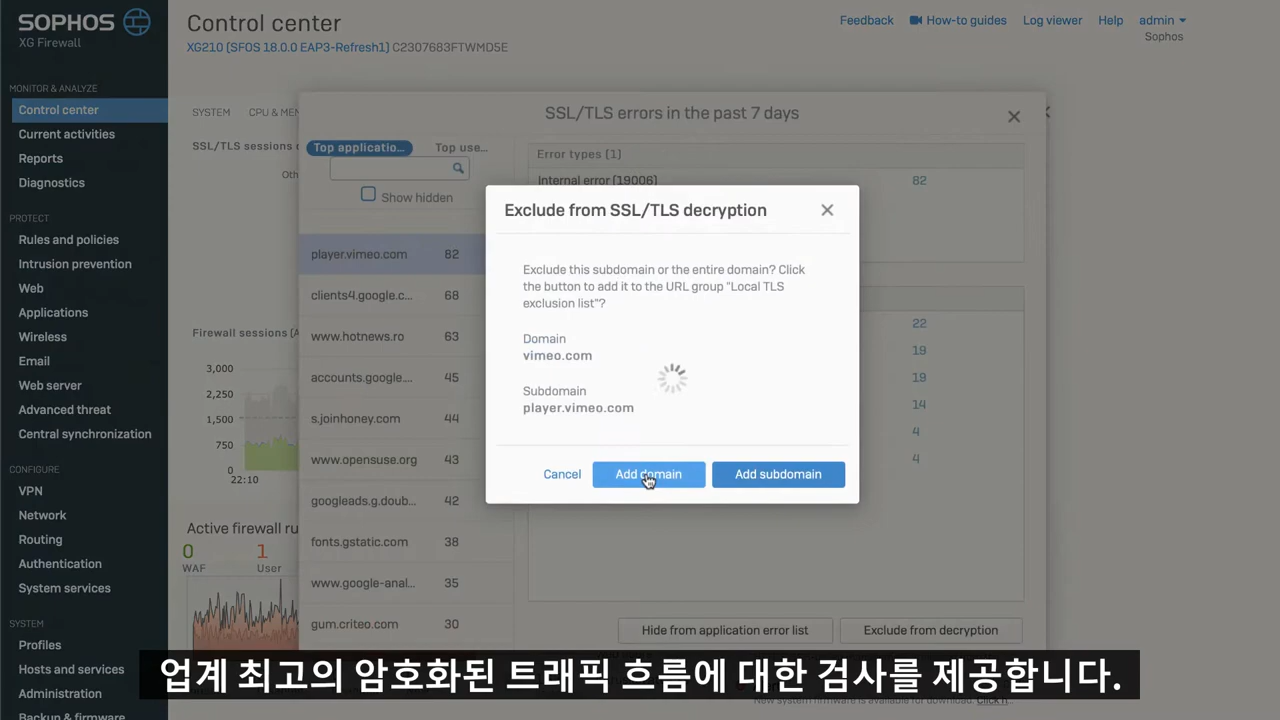 SOPHOS
XG Firewall
Control center
XG210 (SFOS 18.0.0 EAP3-Refresh1) C2307683FTWMD5E
Feedback
How-to guides
Log viewer
Help
admin
Sophos
MONITOR & ANALYZE
Control center
Current activities
Reports
Diagnostics
PROTECT
Rules and policies
Intrusion prevention
Web
Applications
Wireless
Email
Web server
Advanced threat
Central synchronization
CONFIGURE
VPN
Network
Routing
Authentication
System services
SYSTEM
Profiles
Hosts and services
Administration
Backup & firmware
SYSTEM
CPU & MEM
SSL/TLS sessions
Firewall sessions
3,000
2,250
1,500
750
0
22:10
Active firewall ru
0
WAF
1
User
SSL/TLS errors in the past 7 days
Top applicatio...
Top use...
Show hidden
player.vimeo.com 82
clients4.google.c... 68
www.hotnews.ro 63
accounts.google.... 45
s.joinhoney.com 44
www.opensuse.org 43
googleads.g.doub... 42
fonts.gstatic.com 38
www.google-anal... 35
gum.criteo.com 30
Error types (1)
Internal error (19006) 82
22
19
19
14
4
4
Hide from application error list
Exclude from decryption
Exclude from SSL/TLS decryption
Exclude this subdomain or the entire domain? Click
the button to add it to the URL group "Local TLS
exclusion list"?
Domain
vimeo.com
Subdomain
player.vimeo.com
Cancel
Add domain
Add subdomain
업계 최고의 암호화된 트래픽 흐름에 대한 검사를 제공합니다.
New system firmware is available for download.